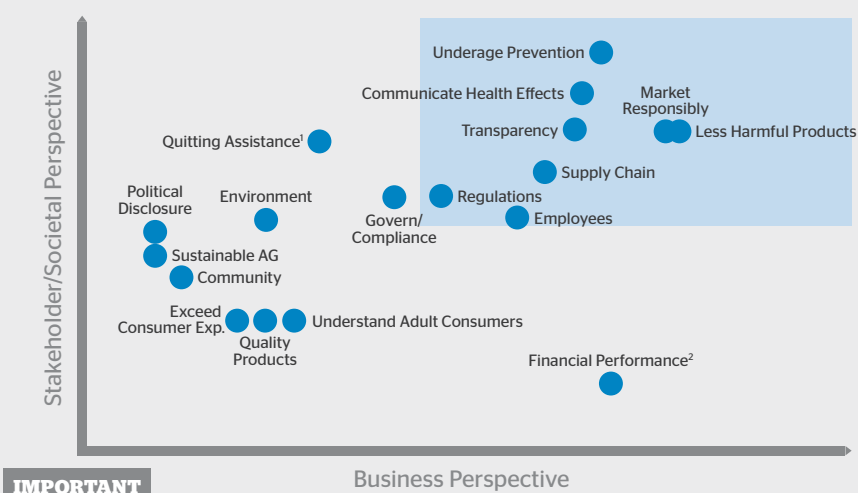 Underage Prevention
Communicate Health Effects
Market
Responsibly
Transparency
Less Harmful Products
Quitting Assistance¹
Supply Chain
Political
Disclosure
Environment
Regulations
Govern/
Compliance
Employees
Sustainable AG
Community
Exceed
Consumer Exp.
Understand Adult Consumers
Quality
Products
Financial Performance²
Stakeholder/Societal Perspective
Business Perspective
IMPORTANT